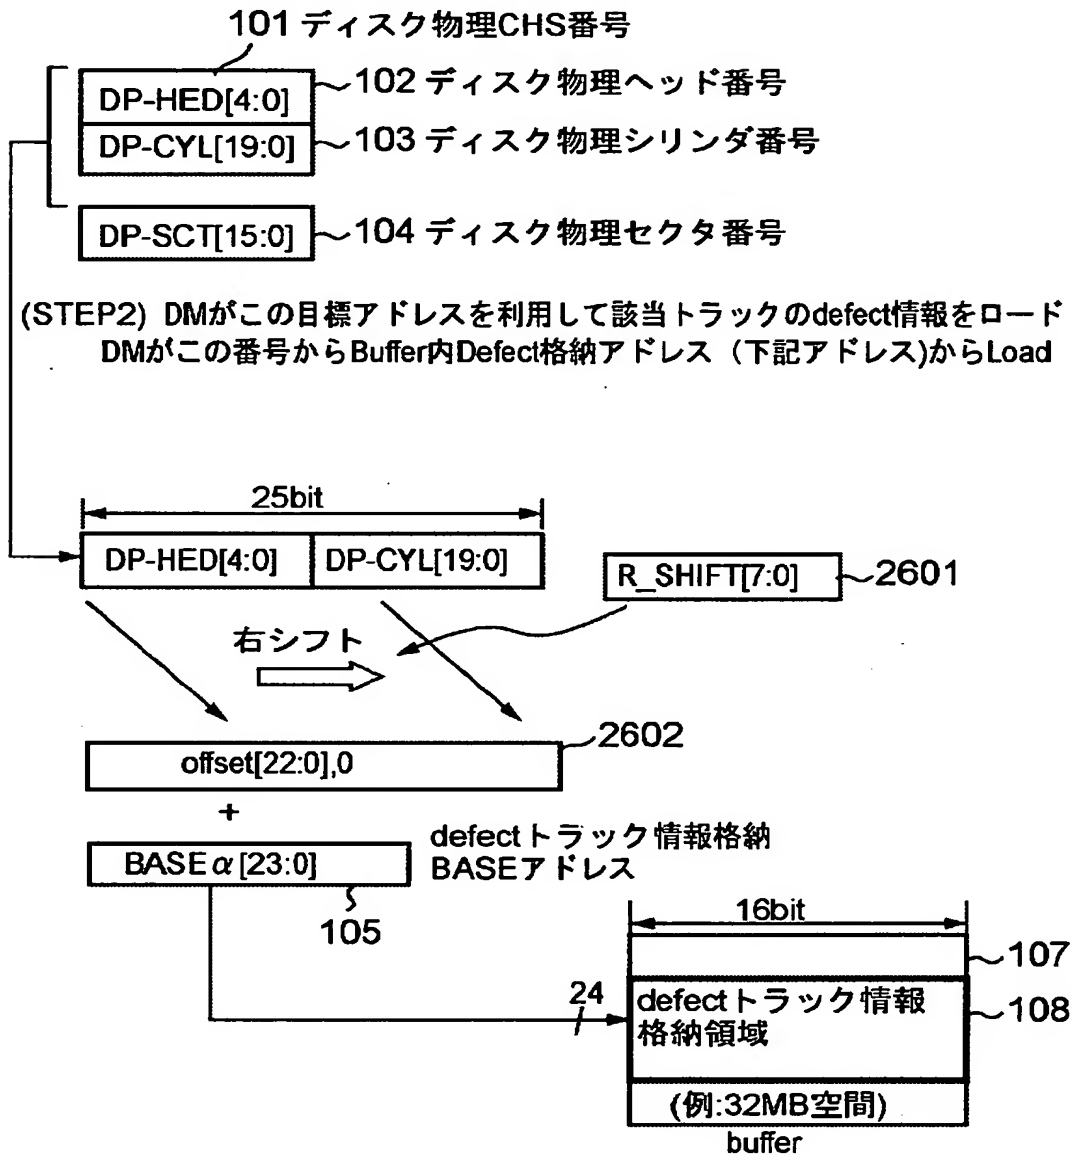 101 ディスク物理CHS番号
DP-HED[4:0]
102 ディスク物理ヘッド番号
DP-CYL[19:0]
103 ディスク物理シリンダ番号
DP-SCT[15:0]
104 ディスク物理セクタ番号
(STEP2) DMがこの目標アドレスを利用して該当トラックのdefect情報をロード
DMがこの番号からBuffer内Defect格納アドレス（下記アドレス)からLoad
25bit
DP-HED[4:0]
DP-CYL[19:0]
R_SHIFT[7:0]
2601
右シフト
2602
offset[22:0],0
+
BASEα[23:0]
defectトラック情報格納
BASEアドレス
105
16bit
107
24
defectトラック情報
格納領域
108
(例:32MB空間)
buffer